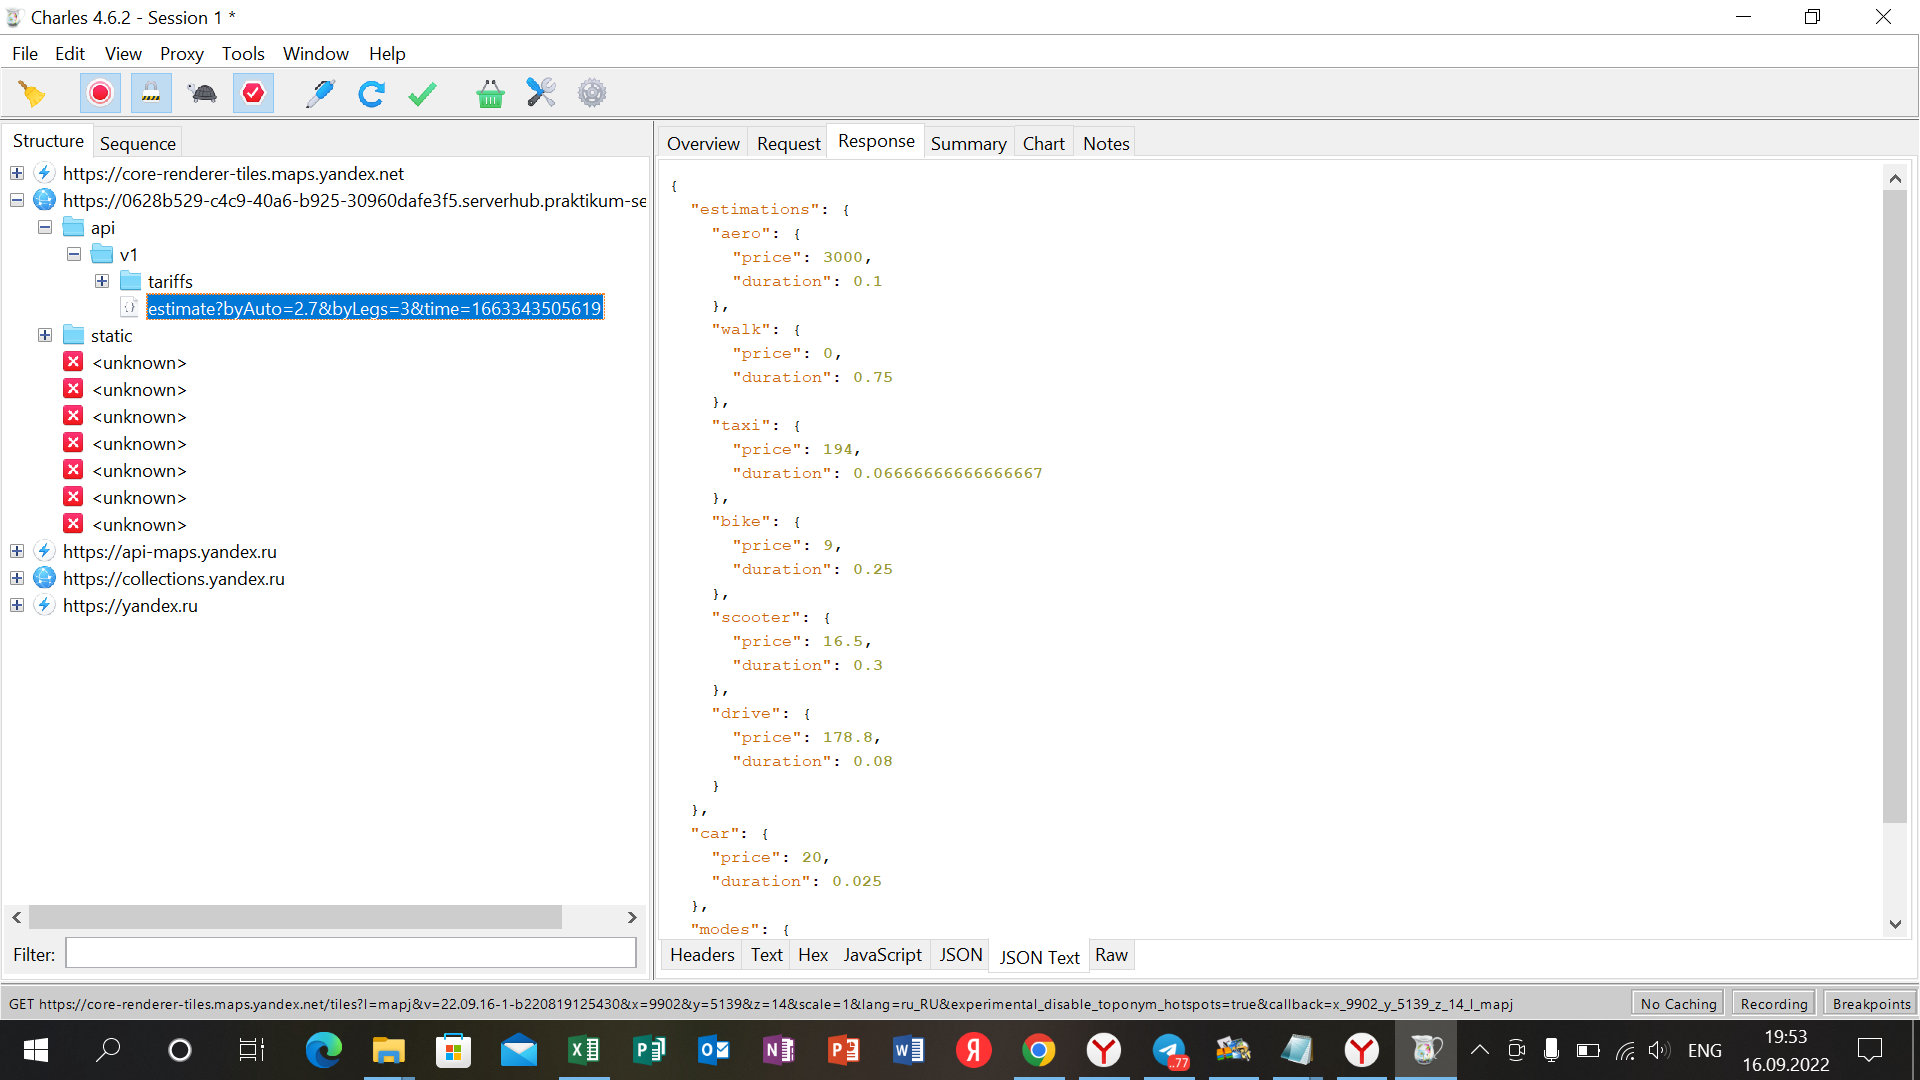 Charles 4.6.2 - Session 1 *
File Edit View Proxy Tools Window Help
Structure Sequence
https://core-renderer-tiles.maps.yandex.net
https://0628b529-c4c9-40a6-b925-30960dafe3f5.serverhub.praktikum-se
api
v1
tariffs
estimate?byAuto=2.7&byLegs=3&time=1663343505619
static
<unknown>
<unknown>
<unknown>
<unknown>
<unknown>
<unknown>
<unknown>
https://api-maps.yandex.ru
https://collections.yandex.ru
https://yandex.ru
Filter:
Overview Request Response Summary Chart Notes
{
"estimations": {
"aero": {
"price": 3000,
"duration": 0.1
},
"walk": {
"price": 0,
"duration": 0.75
},
"taxi": {
"price": 194,
"duration": 0.06666666666666667
},
"bike": {
"price": 9,
"duration": 0.25
},
"scooter": {
"price": 16.5,
"duration": 0.3
},
"drive": {
"price": 178.8,
"duration": 0.08
}
},
"car": {
"price": 20,
"duration": 0.025
},
"modes": {
Headers Text Hex JavaScript JSON JSON Text Raw
GET https://core-renderer-tiles.maps.yandex.net/tiles?l=mapj&v=22.09.16-1-b220819125430&x=9902&y=5139&z=14&scale=1&lang=ru_RU&experimental_disable_toponym_hotspots=true&callback=x_9902_y_5139_z_14_l_mapj
No Caching Recording Breakpoints
..77
ENG
19:53
16.09.2022